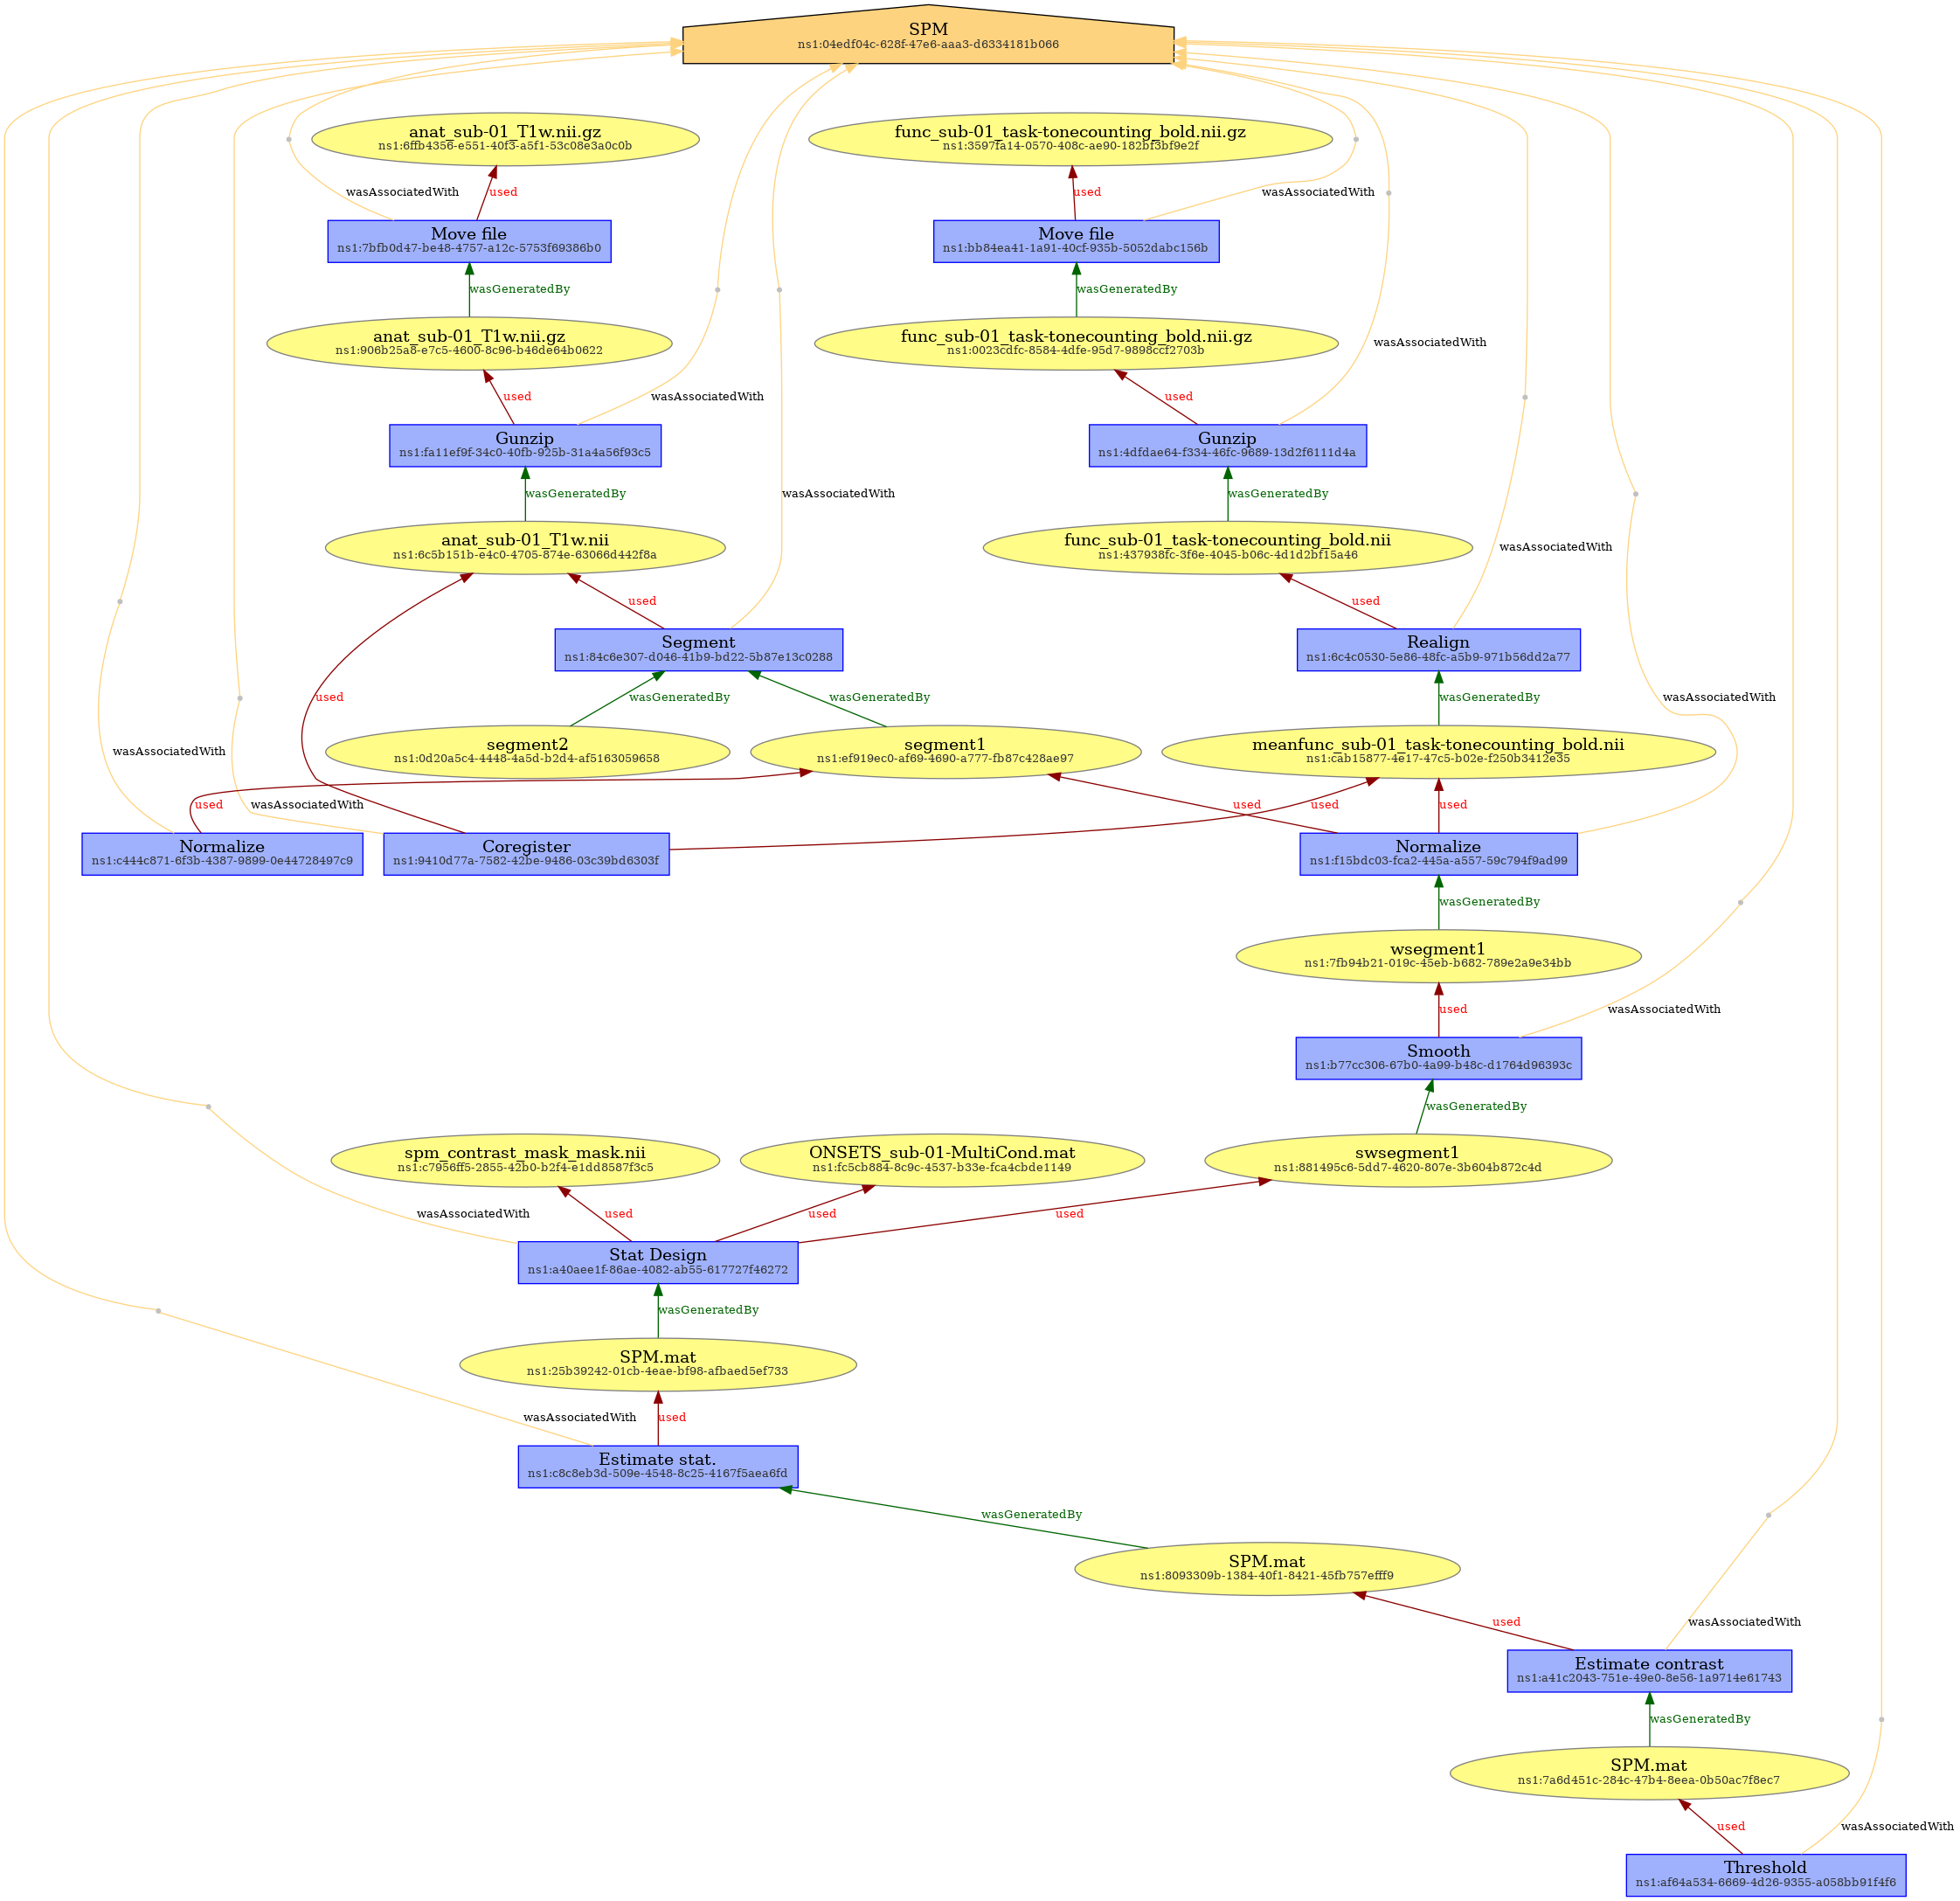 SPM
ns1:04edf04c-628f-47e6-aaa3-d6334181b066
anat_sub-01_T1w.nii.gz
ns1:6ffb4356-e551-40f3-a5f1-53c08e3a0c0b
func_sub-01_task-tonecounting_bold.nii.gz
ns1:3597fa14-0570-408c-ae90-182bf3bf9e2f
wasAssociatedWith
used
used
wasAssociatedWith
Move file
ns1:7bfb0d47-be48-4757-a12c-5753f69386b0
Move file
ns1:bb84ea41-1a91-40cf-935b-5052dabc156b
wasGeneratedBy
wasGeneratedBy
anat_sub-01_T1w.nii.gz
ns1:906b25a8-e7c5-4600-8c96-b46de64b0622
func_sub-01_task-tonecounting_bold.nii.gz
ns1:0023cdfc-8584-4dfe-95d7-9898ccf2703b
wasAssociatedWith
used
wasAssociatedWith
used
Gunzip
ns1:fa11ef9f-34c0-40fb-925b-31a4a56f93c5
Gunzip
ns1:4dfdae64-f334-46fc-9689-13d2f6111d4a
wasGeneratedBy
wasAssociatedWith
wasGeneratedBy
anat_sub-01_T1w.nii
ns1:6c5b151b-e4c0-4705-874e-63066d442f8a
func_sub-01_task-tonecounting_bold.nii
ns1:437938fc-3f6e-4045-b06c-4d1d2bf15a46
wasAssociatedWith
used
used
Segment
ns1:84c6e307-d046-41b9-bd22-5b87e13c0288
Realign
ns1:6c4c0530-5e86-48fc-a5b9-971b56dd2a77
used
wasGeneratedBy
wasGeneratedBy
wasGeneratedBy
wasAssociatedWith
segment2
ns1:0d20a5c4-4448-4a5d-b2d4-af5163059658
segment1
ns1:ef919ec0-af69-4690-a777-fb87c428ae97
meanfunc_sub-01_task-tonecounting_bold.nii
ns1:cab15877-4e17-47c5-b02e-f250b3412e35
wasAssociatedWith
used
wasAssociatedWith
used
used
used
Normalize
ns1:c444c871-6f3b-4387-9899-0e44728497c9
Coregister
ns1:9410d77a-7582-42be-9486-03c39bd6303f
Normalize
ns1:f15bdc03-fca2-445a-a557-59c794f9ad99
wasGeneratedBy
wsegment1
ns1:7fb94b21-019c-45eb-b682-789e2a9e34bb
used
wasAssociatedWith
Smooth
ns1:b77cc306-67b0-4a99-b48c-d1764d96393c
wasGeneratedBy
spm_contrast_mask_mask.nii
ns1:c7956ff5-2855-42b0-b2f4-e1dd8587f3c5
ONSETS_sub-01-MultiCond.mat
ns1:fc5cb884-8c9c-4537-b33e-fca4cbde1149
swsegment1
ns1:881495c6-5dd7-4620-807e-3b604b872c4d
wasAssociatedWith
used
used
used
Stat Design
ns1:a40aee1f-86ae-4082-ab55-617727f46272
wasGeneratedBy
SPM.mat
ns1:25b39242-01cb-4eae-bf98-afbaed5ef733
wasAssociatedWith
used
Estimate stat.
ns1:c8c8eb3d-509e-4548-8c25-4167f5aea6fd
wasGeneratedBy
SPM.mat
ns1:8093309b-1384-40f1-8421-45fb757efff9
used
wasAssociatedWith
Estimate contrast
ns1:a41c2043-751e-49e0-8e56-1a9714e61743
wasGeneratedBy
SPM.mat
ns1:7a6d451c-284c-47b4-8eea-0b50ac7f8ec7
used
wasAssociatedWith
Threshold
ns1:af64a534-6669-4d26-9355-a058bb91f4f6